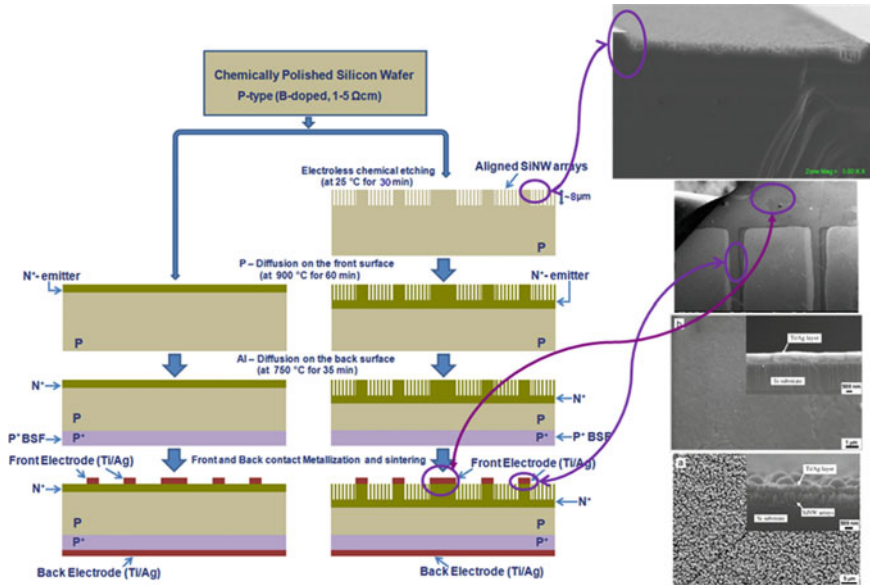 Chemically Polished Silicon Wafer
P-type (B-doped, 1-5 Ωcm)
Electroless chemical etching
(at 25 °C for 30 min)
Aligned SiNW arrays
~8µm
P
P – Diffusion on the front surface
(at 900 °C for 60 min)
N⁺- emitter
N⁺- emitter
P
P
Al – Diffusion on the back surface
(at 750 °C for 35 min)
N⁺
P
P⁺ BSF
P⁺
P
N⁺
P⁺
P⁺ BSF
Front and Back contact Metallization and sintering
Front Electrode (Ti/Ag)
Front Electrode (Ti/Ag)
N⁺
P
P⁺
N⁺
P
P⁺
Back Electrode (Ti/Ag)
Back Electrode (Ti/Ag)
b
Ti/Ag layer
Si substrate
500 nm
1µm
a
Ti/Ag layer
SiNW arrays
Si substrate
500 nm
5µm